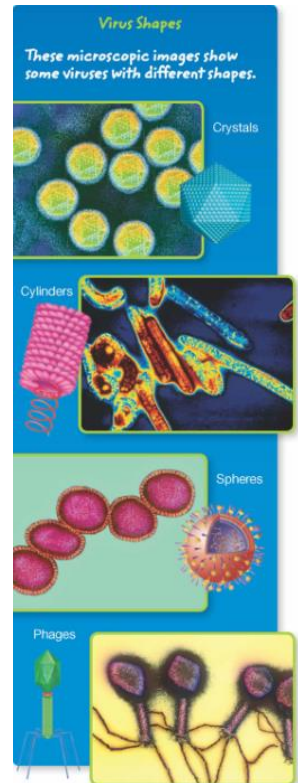 Virus Shapes
These microscopic images show
some viruses with different shapes.
Crystals
Cylinders
Spheres
Phages